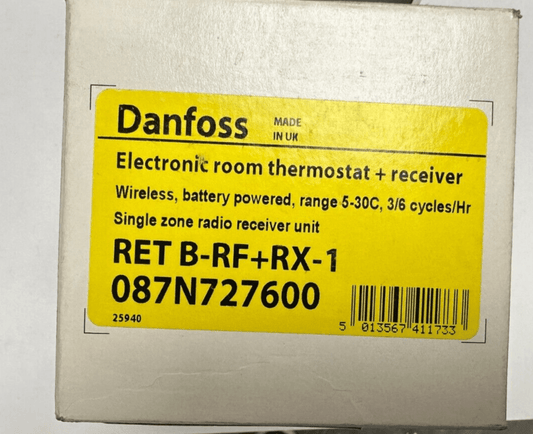 Danfoss MADE
IN UK
Electronic room thermostat + receiver
Wireless, battery powered, range 5-30C, 3/6 cycles/Hr
Single zone radio receiver unit
RET B-RF+RX-1
087N727600
25940
5 013567 411733